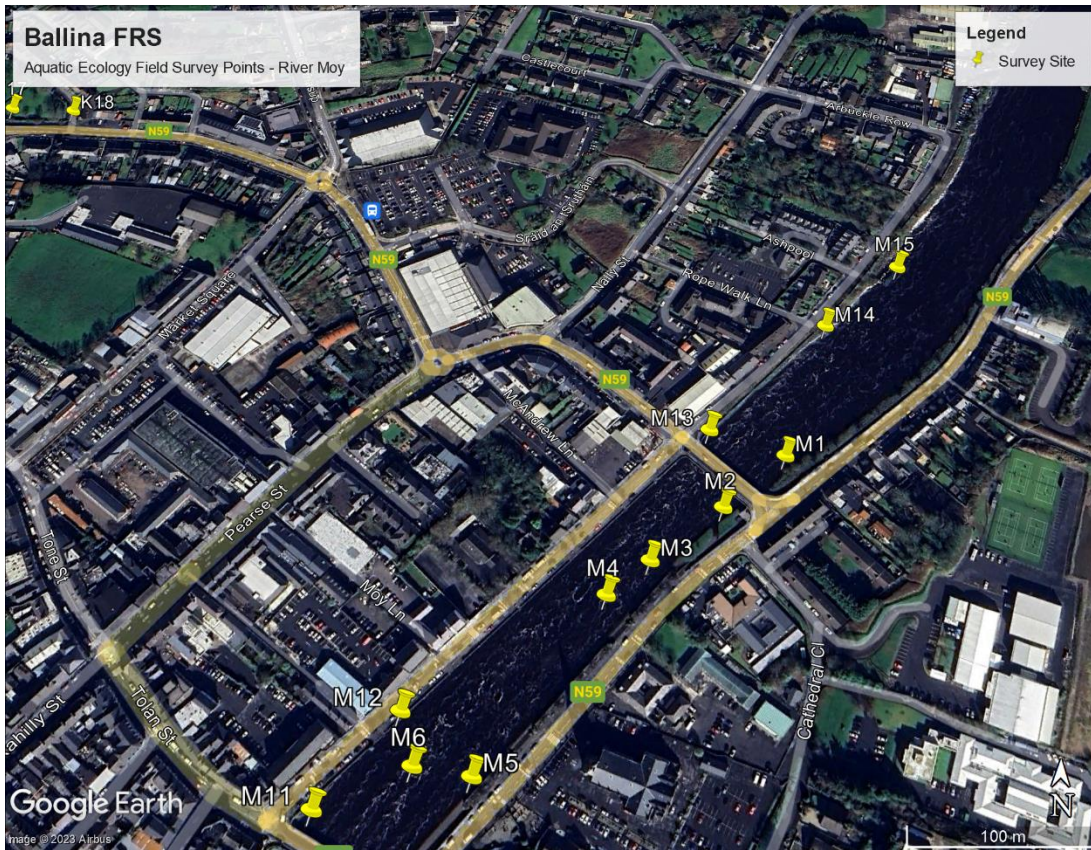 Ballina FRS
Aquatic Ecology Field Survey Points - River Moy
Legend
Survey Site
Castlecourt
Arbuckle Row
K18
N59
Sráid an tSrutháin
Ashpool
M15
N59
Market Square
Nally St
Rope Walk Ln
N59
M14
N59
McAndrew Ln
M13
M1
M2
Pearse St
M3
M4
Tone St
Moy Ln
Cathedral Cl
N59
M12
Tolan St
M6
M5
M11
Google Earth
Image © 2023 Airbus
N
100 m